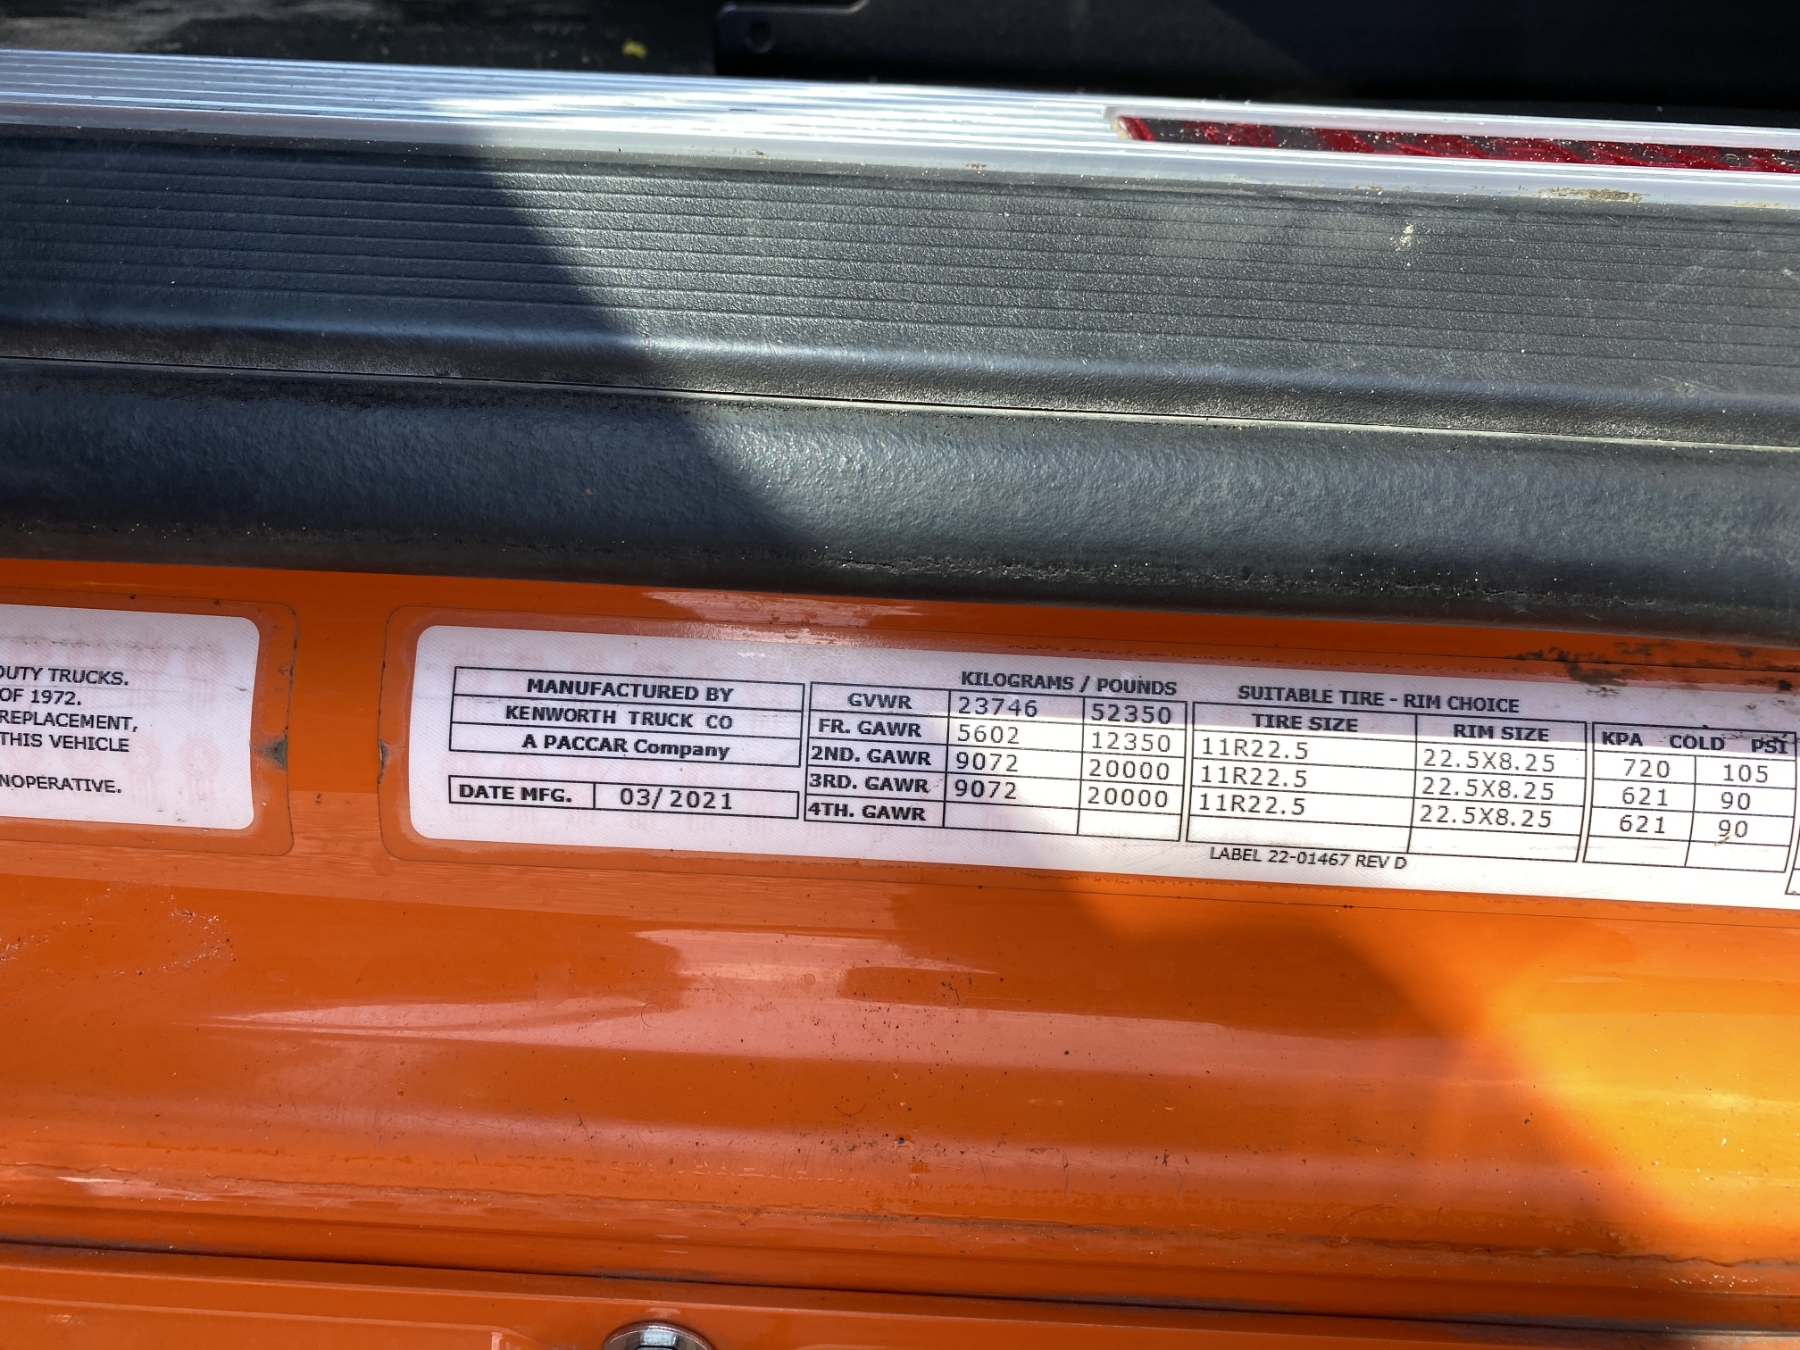 DUTY TRUCKS.
OF 1972.
REPLACEMENT,
THIS VEHICLE
INOPERATIVE.
MANUFACTURED BY
KENWORTH TRUCK CO
A PACCAR Company
DATE MFG. 03/2021
KILOGRAMS / POUNDS
GVWR 23746 52350
FR. GAWR 5602 12350
2ND. GAWR 9072 20000
3RD. GAWR 9072 20000
4TH. GAWR
SUITABLE TIRE - RIM CHOICE
TIRE SIZE RIM SIZE KPA COLD PSI
11R22.5 22.5X8.25 720 105
11R22.5 22.5X8.25 621 90
11R22.5 22.5X8.25 621 90
LABEL 22-01467 REV D